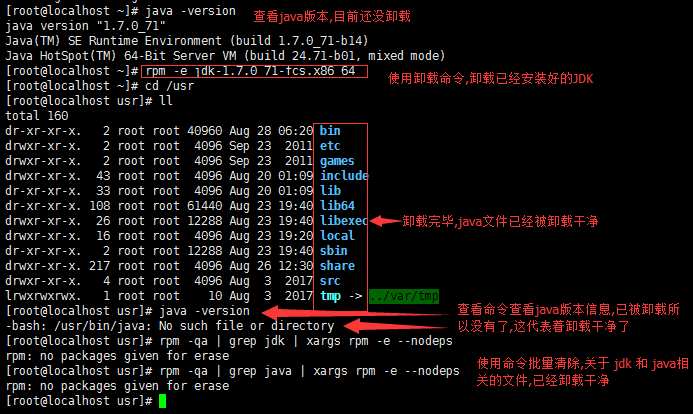 [root@localhost ~]# java -version
查看java版本,目前还没卸载
java version "1.7.0_71"
Java(TM) SE Runtime Environment (build 1.7.0_71-b14)
Java HotSpot(TM) 64-Bit Server VM (build 24.71-b01, mixed mode)
[root@localhost ~]# rpm -e jdk-1.7.0_71-fcs.x86_64
使用卸载命令,卸载已经安装好的JDK
[root@localhost ~]# cd /usr
[root@localhost usr]# ll
total 160
dr-xr-xr-x. 2 root root 40960 Aug 28 06:20 bin
drwxr-xr-x. 2 root root 4096 Sep 23 2011 etc
drwxr-xr-x. 2 root root 4096 Sep 23 2011 games
drwxr-xr-x. 43 root root 4096 Aug 20 01:09 include
dr-xr-xr-x. 33 root root 4096 Aug 20 01:09 lib
dr-xr-xr-x. 108 root root 61440 Aug 23 19:40 lib64
drwxr-xr-x. 26 root root 12288 Aug 23 19:40 libexec
卸载完毕,java文件已经被卸载干净
drwxr-xr-x. 16 root root 4096 Aug 23 19:20 local
dr-xr-xr-x. 2 root root 12288 Aug 23 19:40 sbin
drwxr-xr-x. 217 root root 4096 Aug 26 12:30 share
drwxr-xr-x. 4 root root 4096 Aug 3 2017 src
lrwxrwxrwx. 1 root root 10 Aug 3 2017 tmp -> ../var/tmp
[root@localhost usr]# java -version
查看命令查看java版本信息,已被卸载所
以没有了,这代表着卸载干净了
-bash: /usr/bin/java: No such file or directory
[root@localhost usr]# rpm -qa | grep jdk | xargs rpm -e --nodeps
rpm: no packages given for erase
使用命令批量清除,关于 jdk 和 java相
关的文件,已经卸载干净
[root@localhost usr]# rpm -qa | grep java | xargs rpm -e --nodeps
rpm: no packages given for erase
[root@localhost usr]#